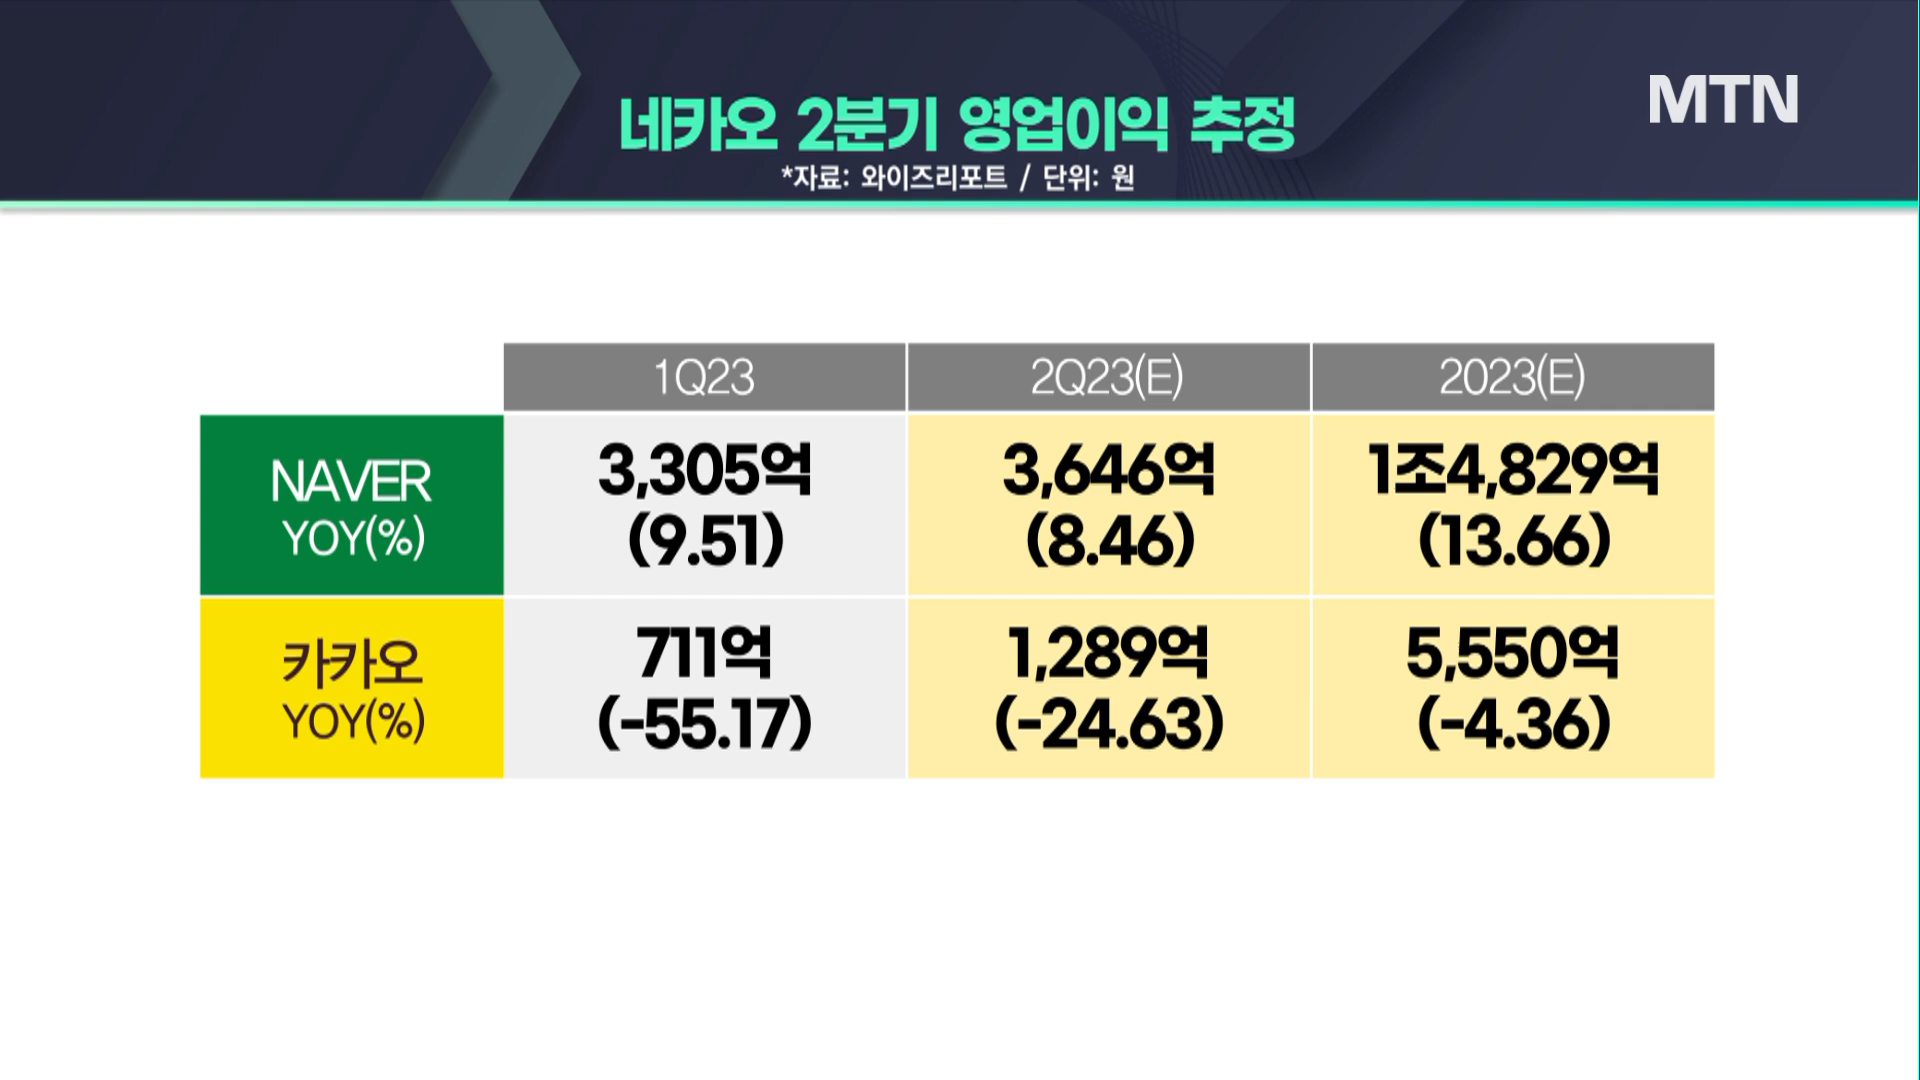 네카오 2분기 영업이익 추정
MTN
*자료: 와이즈리포트 / 단위: 원
1Q23 2Q23(E) 2023(E)
NAVER 3,305억 3,646억 1조4,829억
YOY(%) (9.51) (8.46) (13.66)
카카오 711억 1,289억 5,550억
YOY(%) (-55.17) (-24.63) (-4.36)